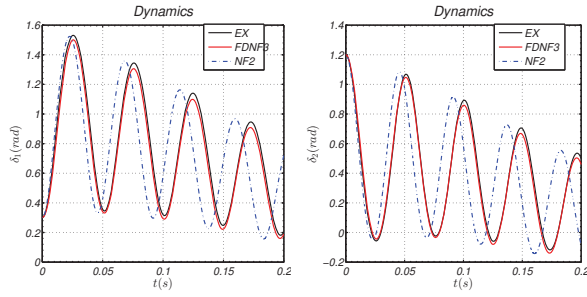 Dynamics
EX
FDNF3
NF2
1.6
1.4
1.2
1
0.8
0.6
0.4
0.2
0
δ₁(rad)
0
0.05
0.1
0.15
0.2
t(s)
Dynamics
EX
FDNF3
NF2
1.4
1.2
1
0.8
0.6
0.4
0.2
0
−0.2
δ₂(rad)
0
0.05
0.1
0.15
0.2
t(s)